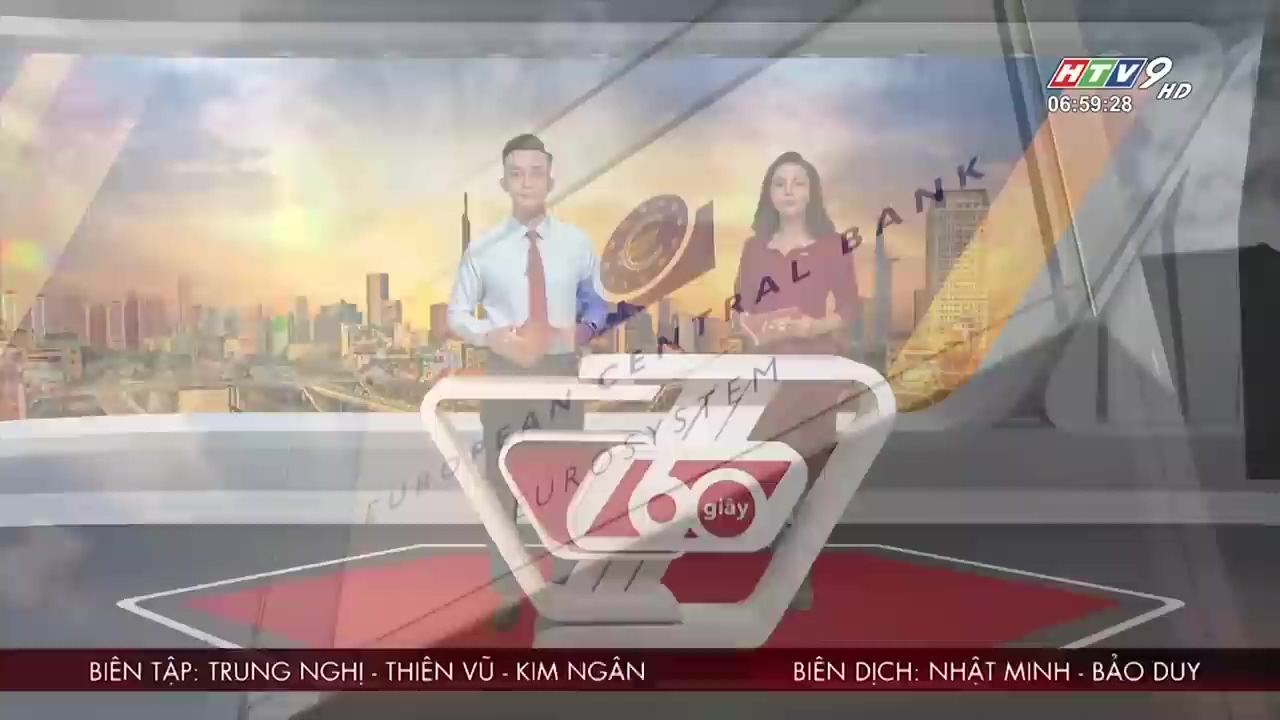 HTV9 HD
06:59:28
EUROPEAN CENTRAL BANK
EUROSYSTEM
60 giây
BIÊN TẬP: TRUNG NGHỊ - THIÊN VŨ - KIM NGÂN
BIÊN DỊCH: NHẬT MINH - BẢO DUY